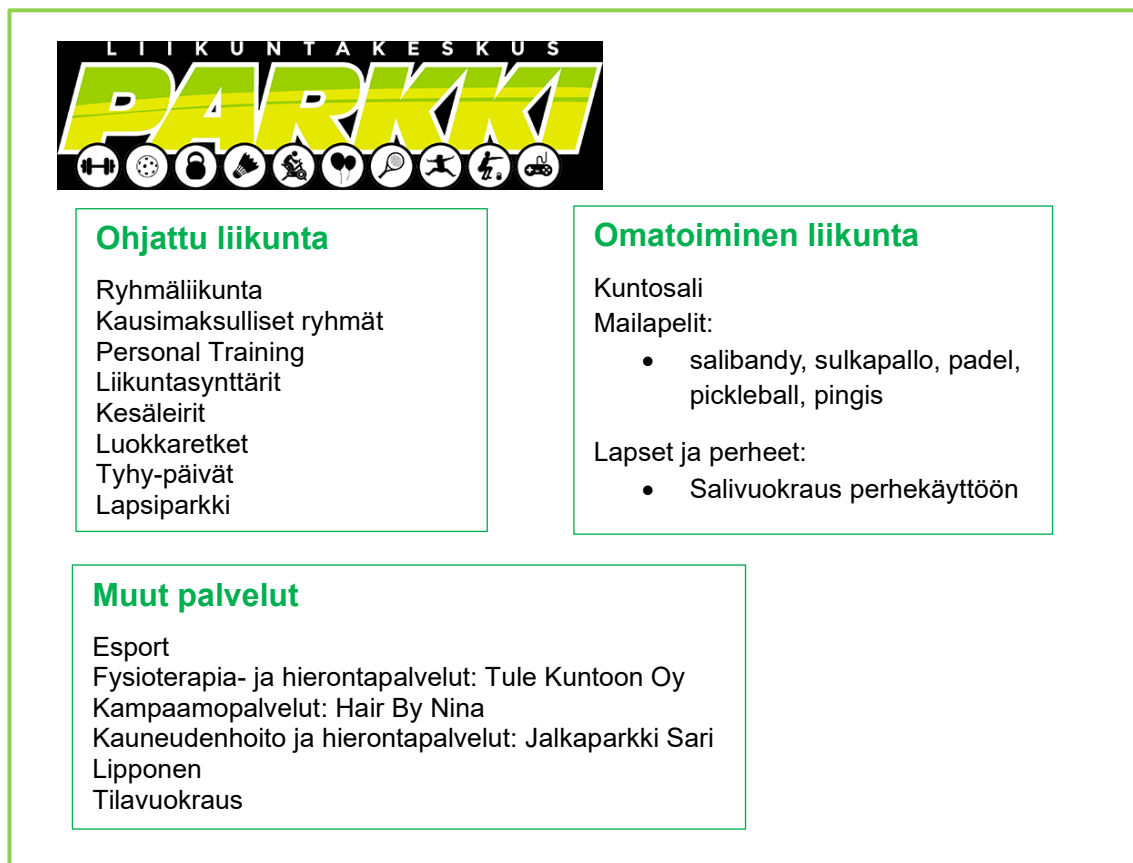 LIIKUNTAKESKUS
PARKKI
Ohjattu liikunta
Ryhmäliikunta
Kausimaksulliset ryhmät
Personal Training
Liikuntasynttärit
Kesäleirit
Luokkaretket
Tyhy-päivät
Lapsiparkki
Omatoiminen liikunta
Kuntosali
Mailapelit:
• salibandy, sulkapallo, padel,
pickleball, pingis
Lapset ja perheet:
• Salivuokraus perhekäyttöön
Muut palvelut
Esport
Fysioterapia- ja hierontapalvelut: Tule Kuntoon Oy
Kampaamopalvelut: Hair By Nina
Kauneudenhoito ja hierontapalvelut: Jalkaparkki Sari
Lipponen
Tilavuokraus